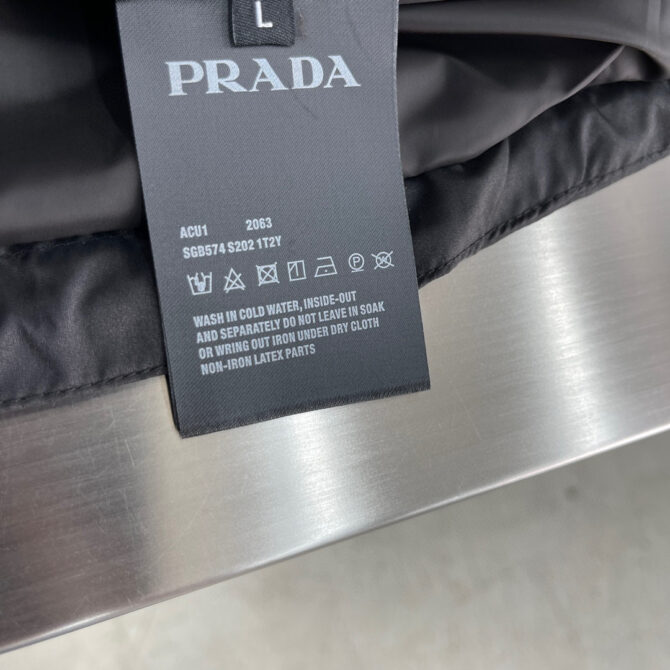 L
PRADA
ACU1 2063
SGB574 S202 1T2Y
WASH IN COLD WATER, INSIDE-OUT
AND SEPARATELY DO NOT LEAVE IN SOAK
OR WRING OUT IRON UNDER DRY CLOTH
NON-IRON LATEX PARTS